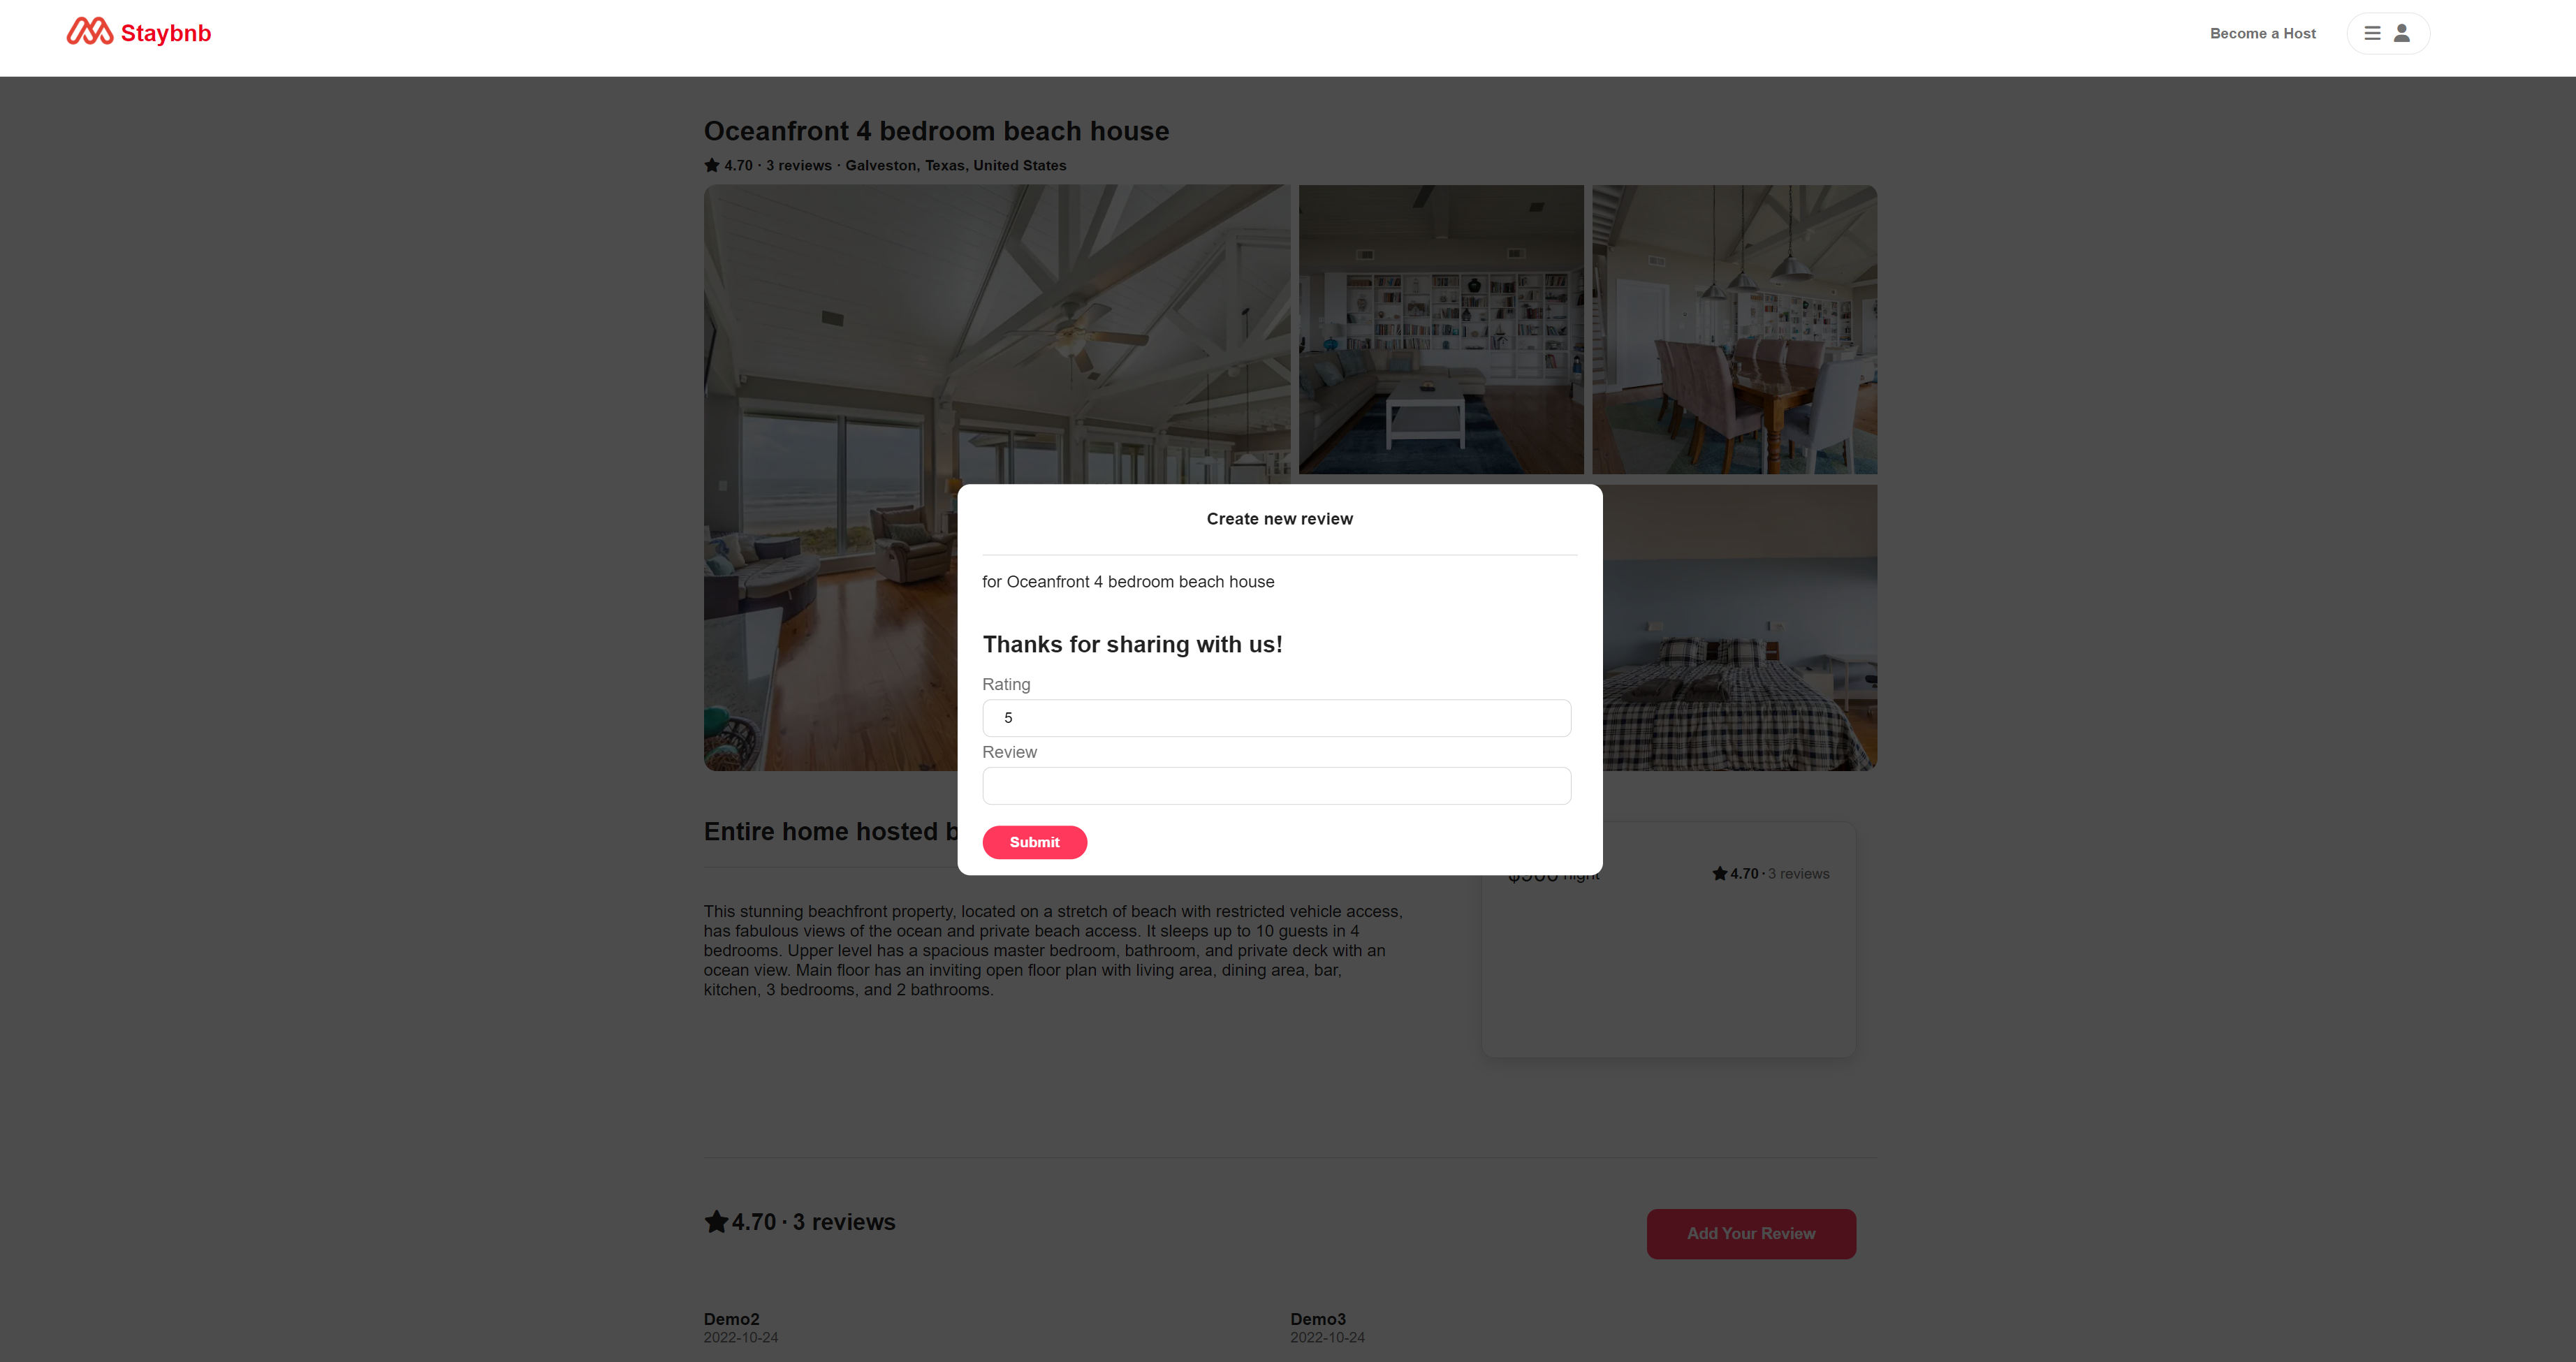 Staybnb
Become a Host
Oceanfront 4 bedroom beach house
4.70 · 3 reviews · Galveston, Texas, United States
Create new review
for Oceanfront 4 bedroom beach house
Thanks for sharing with us!
Rating
5
Review
Submit
Entire home hosted
night
4.70 · 3 reviews
This stunning beachfront property, located on a stretch of beach with restricted vehicle access,
has fabulous views of the ocean and private beach access. It sleeps up to 10 guests in 4
bedrooms. Upper level has a spacious master bedroom, bathroom, and private deck with an
ocean view. Main floor has an inviting open floor plan with living area, dining area, bar,
kitchen, 3 bedrooms, and 2 bathrooms.
4.70 · 3 reviews
Add Your Review
Demo2
2022-10-24
Demo3
2022-10-24